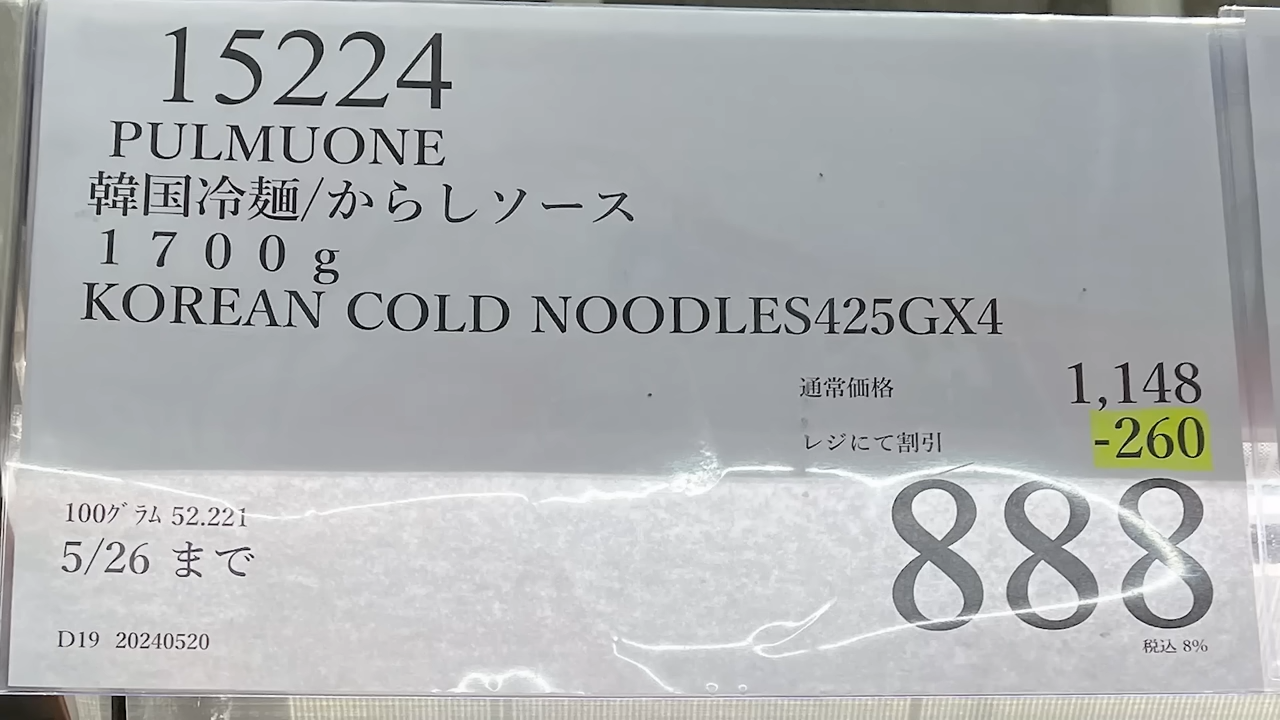 15224
PULMUONE
韓国冷麺/からしソース
１７００ｇ
KOREAN COLD NOODLES425GX4
通常価格 1,148
レジにて割引 -260
888
100ｸﾞﾗﾑ 52.221
5/26 まで
税込 8%
D19 20240520